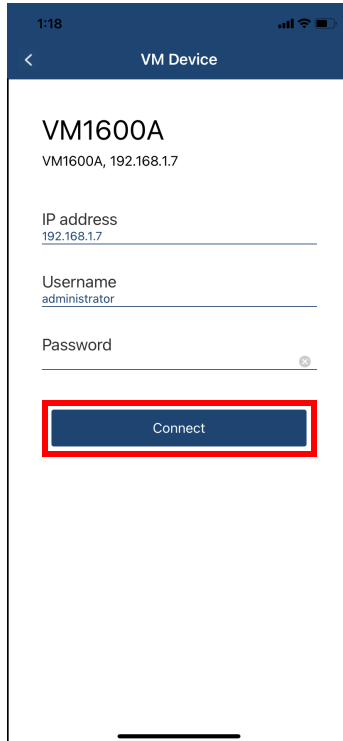 1:18
VM Device
VM1600A
VM1600A, 192.168.1.7
IP address
192.168.1.7
Username
administrator
Password
Connect